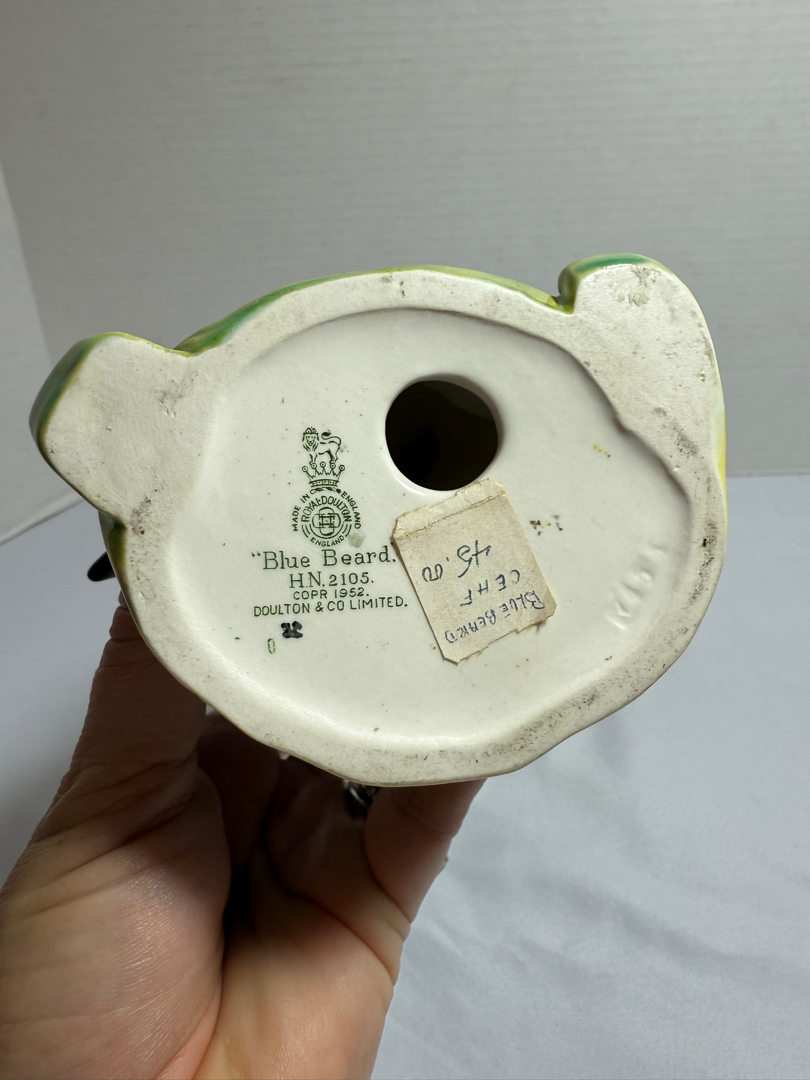 MADE IN ENGLAND
ROYAL DOULTON
ENGLAND
"Blue Beard.
H.N. 2105.
COPR 1952.
DOULTON & CO LIMITED.
0
BLUE BEARD
CEHF
45.00